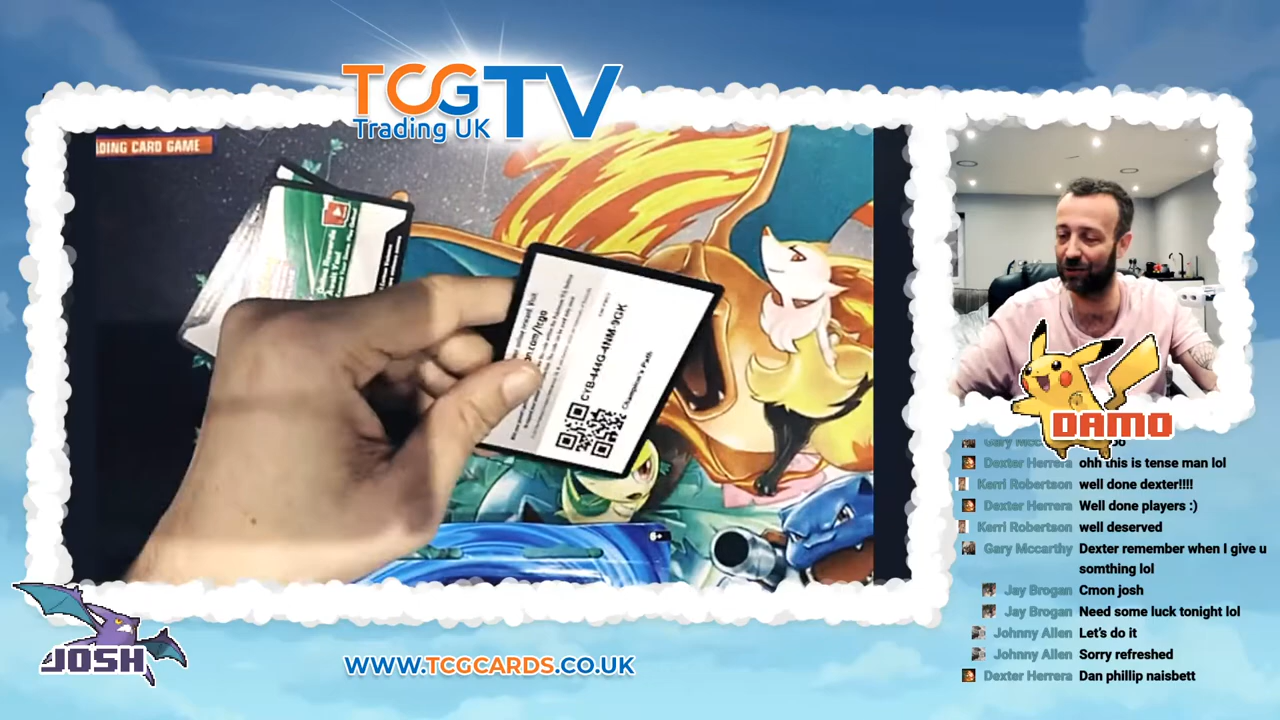 TCG TV
Trading UK
DING CARD GAME
CYB-444G-4NM-9GK
Champion's Path
6+
DAMO
Dexter Herrera ohh this is tense man lol
Kerri Robertson well done dexter!!!!
Dexter Herrera Well done players :)
Kerri Robertson well deserved
Gary Mccarthy Dexter remember when I give u
somthing lol
Jay Brogan Cmon josh
Jay Brogan Need some luck tonight lol
Johnny Allen Let's do it
Johnny Allen Sorry refreshed
Dexter Herrera Dan phillip naisbett
JOSH
WWW.TCGCARDS.CO.UK